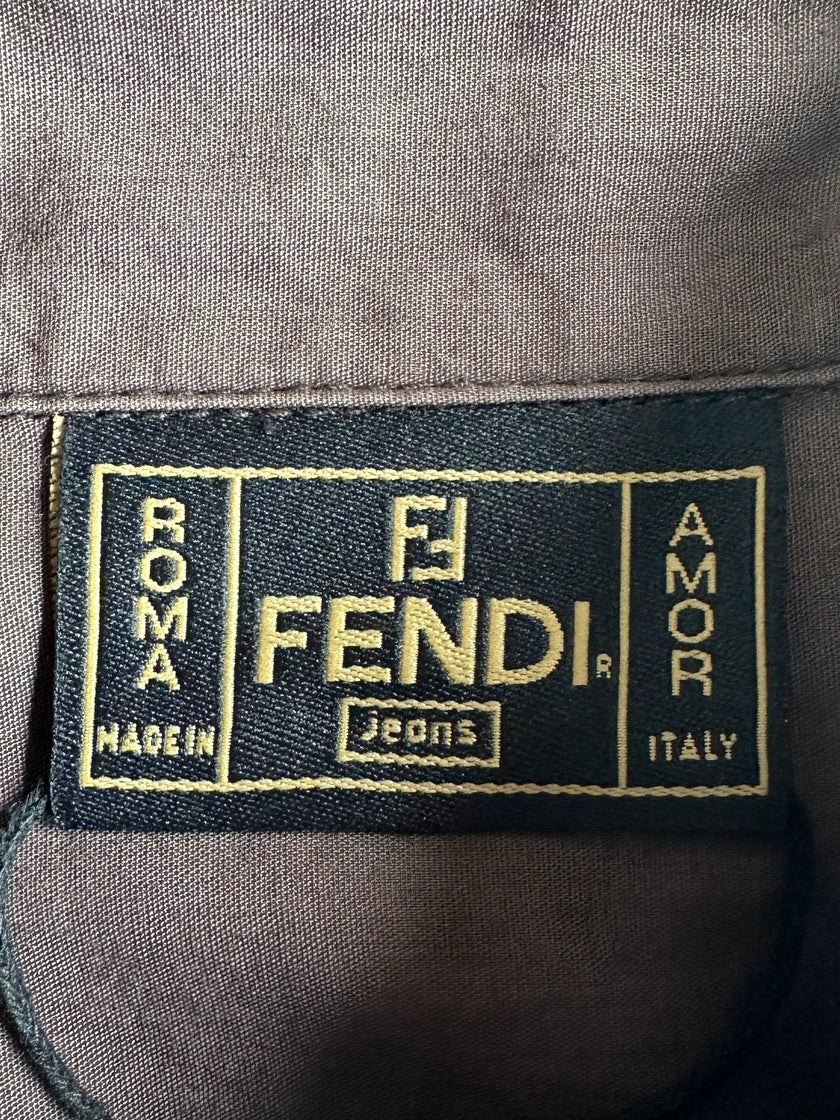 ROMA
MADE IN
FF
FENDI®
jeans
AMOR
ITALY